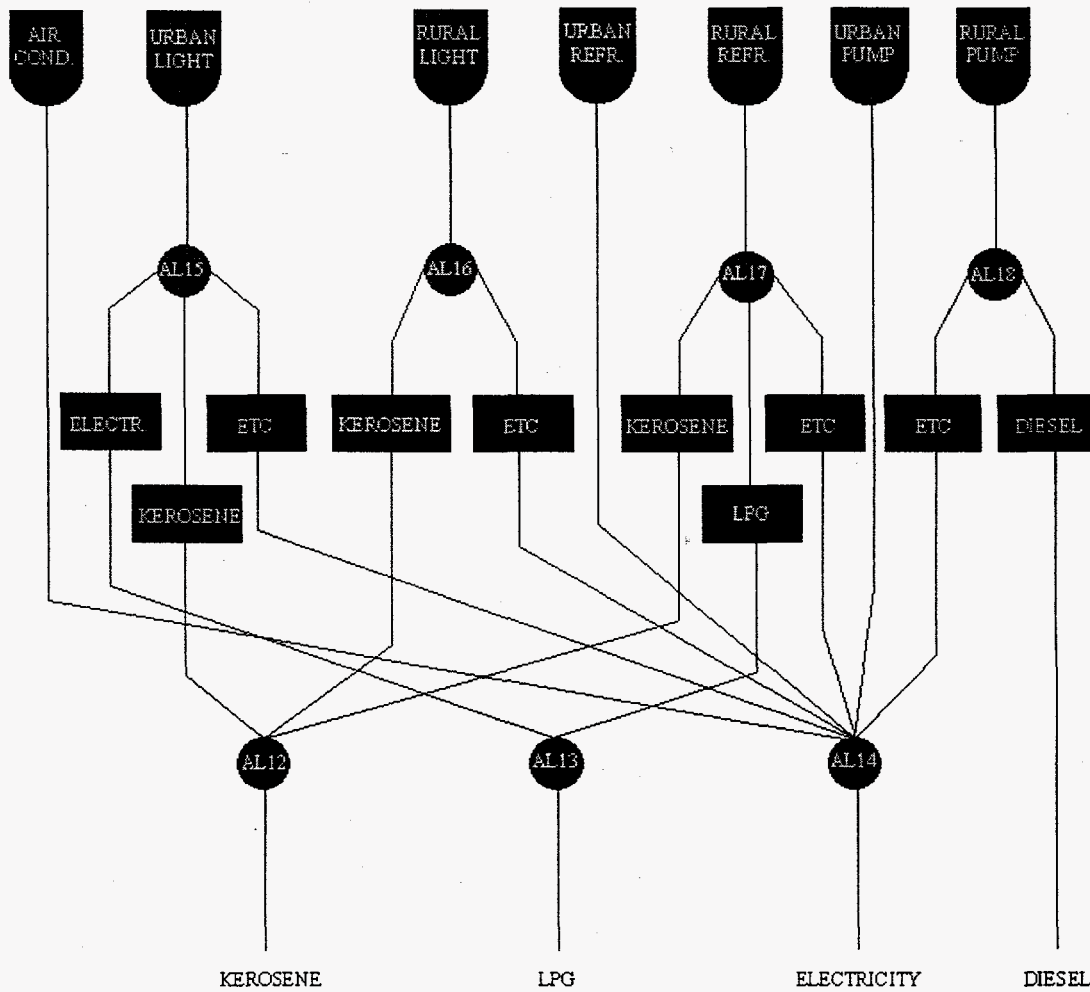 AIR
COND.
URBAN
LIGHT
RURAL
LIGHT
URBAN
REFR.
RURAL
REFR.
URBAN
PUMP
RURAL
PUMP
AL15
AL16
AL17
AL18
ELECTR.
ETC
KEROSENE
ETC
KEROSENE
ETC
ETC
DIESEL
KEROSENE
LPG
AL12
AL13
AL14
KEROSENE
LPG
ELECTRICITY
DIESEL